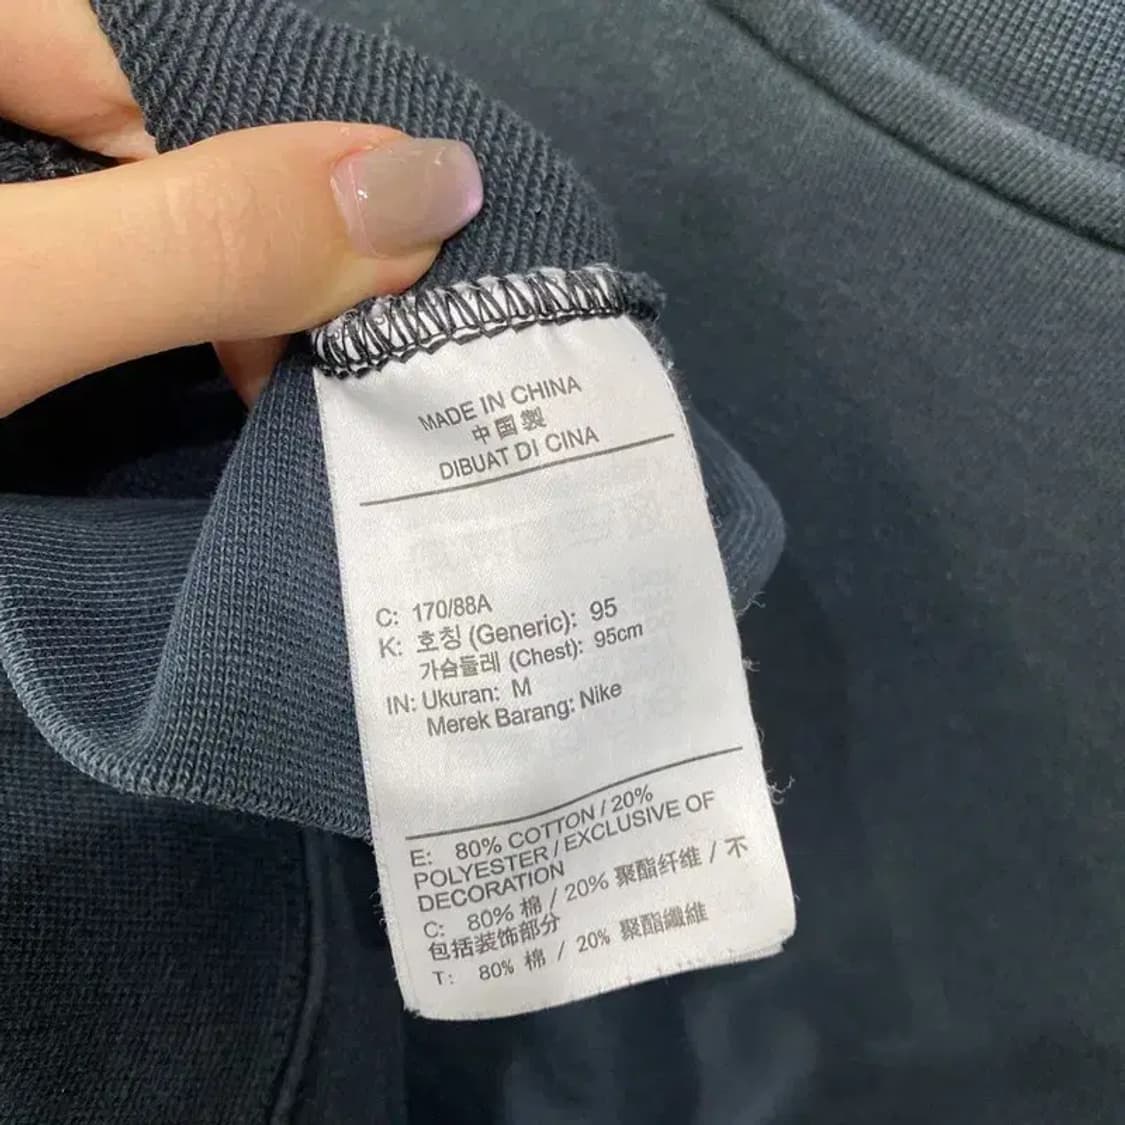 MADE IN CHINA
中国製
DIBUAT DI CINA
C: 170/88A
K: 호칭 (Generic): 95
가슴둘레 (Chest): 95cm
IN: Ukuran: M
Merek Barang: Nike
E: 80% COTTON / 20%
POLYESTER / EXCLUSIVE OF
DECORATION
C: 80% 棉 / 20% 聚酯纤维 / 不
包括装饰部分
T: 80% 棉 / 20% 聚酯纖維